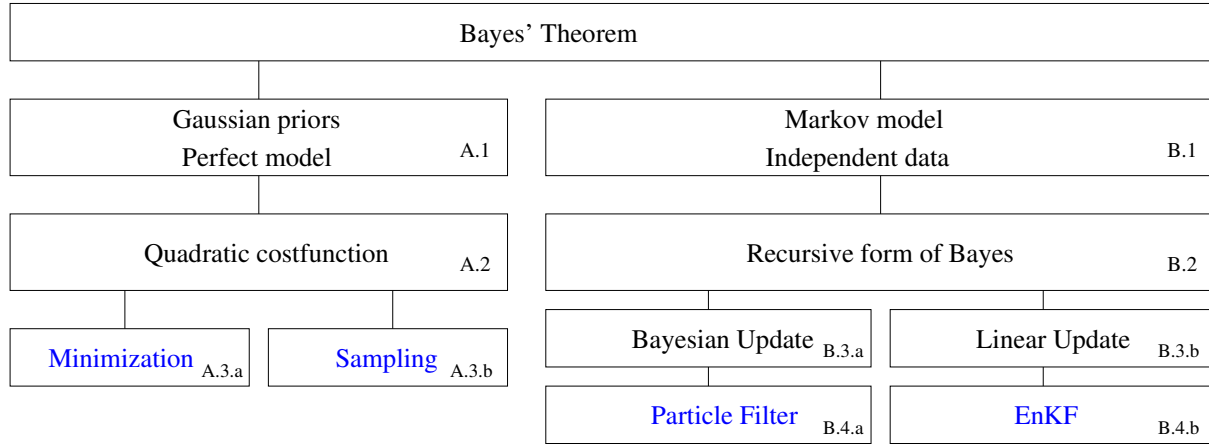 Bayes' Theorem
Gaussian priors
Perfect model
A.1
Markov model
Independent data
B.1
Quadratic costfunction
A.2
Recursive form of Bayes
B.2
Minimization
A.3.a
Sampling
A.3.b
Bayesian Update
B.3.a
Linear Update
B.3.b
Particle Filter
B.4.a
EnKF
B.4.b